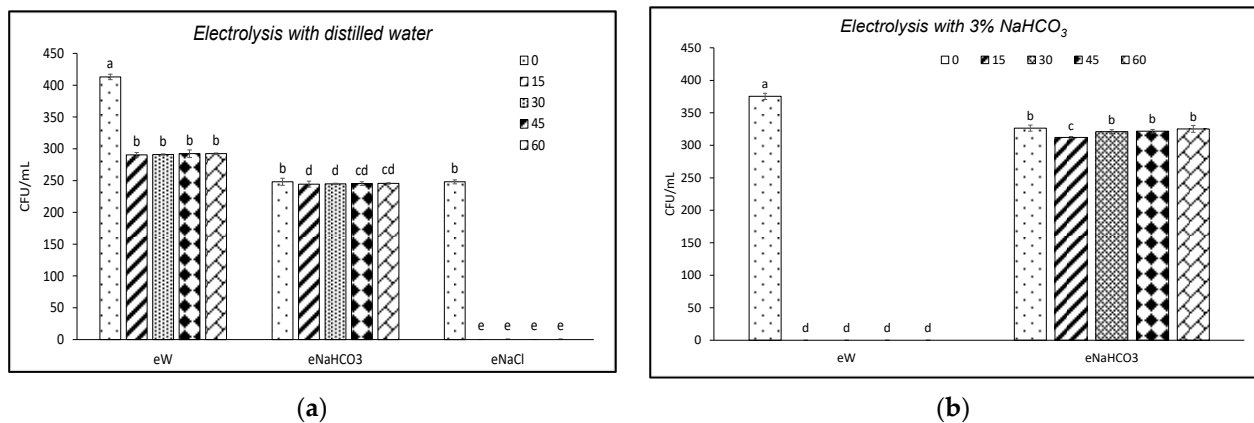 Electrolysis with distilled water
450
400
350
300
250
200
150
100
50
0
CFU/mL
a
b b b b
b d d cd cd
b
e e e e
0
15
30
45
60
eW eNaHCO3 eNaCl
(a)
Electrolysis with 3% NaHCO₃
0 15 30 45 60
450
400
350
300
250
200
150
100
50
0
CFU/mL
a
d d d d
b c b b b
eW eNaHCO3
(b)